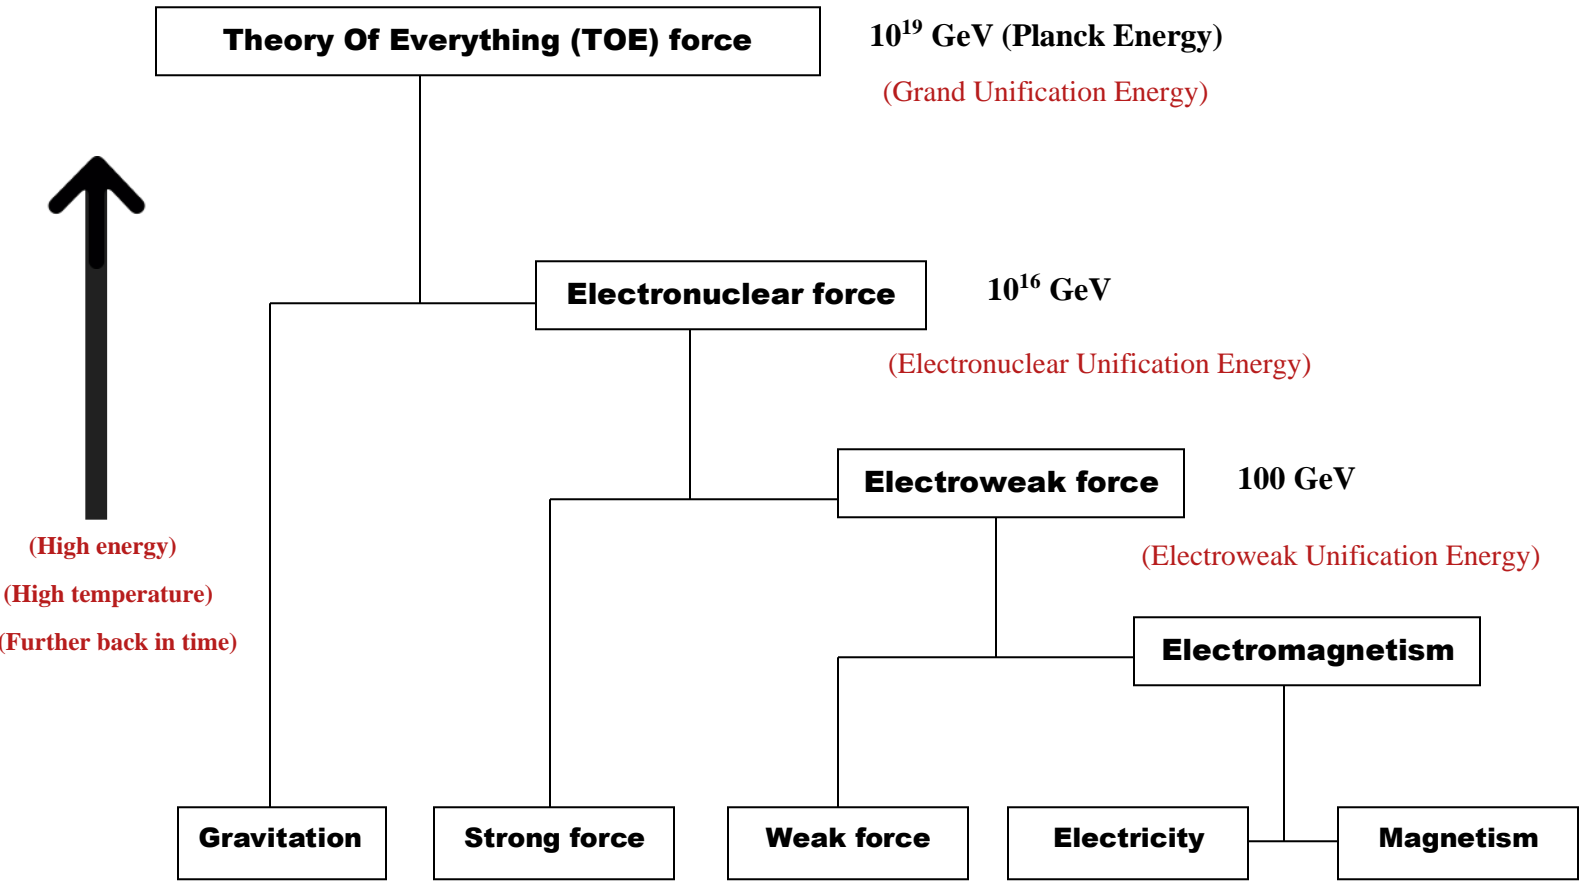 Theory Of Everything (TOE) force
10¹⁹ GeV (Planck Energy)
(Grand Unification Energy)
Electronuclear force
10¹⁶ GeV
(Electronuclear Unification Energy)
Electroweak force
100 GeV
(High energy)
(Electroweak Unification Energy)
(High temperature)
(Further back in time)
Electromagnetism
Gravitation
Strong force
Weak force
Electricity
Magnetism